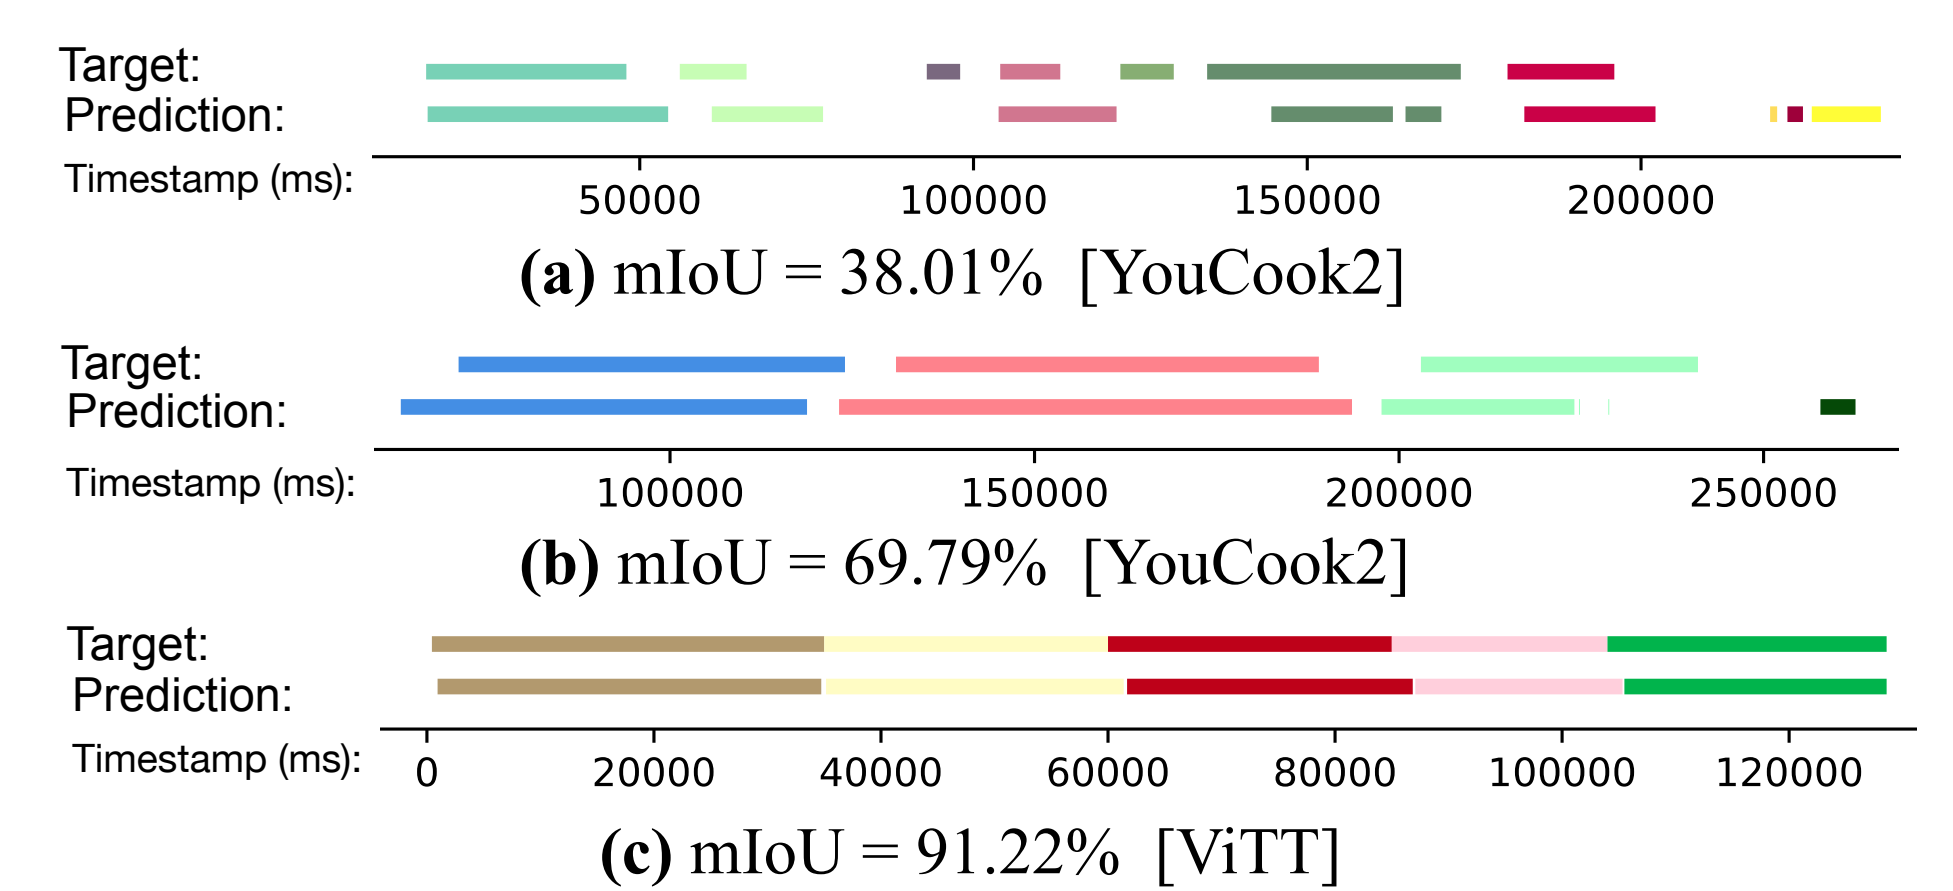 Target:
Prediction:
Timestamp (ms):
50000 100000 150000 200000
(a) mIoU = 38.01% [YouCook2]
Target:
Prediction:
Timestamp (ms):
100000 150000 200000 250000
(b) mIoU = 69.79% [YouCook2]
Target:
Prediction:
Timestamp (ms):
0 20000 40000 60000 80000 100000 120000
(c) mIoU = 91.22% [ViTT]